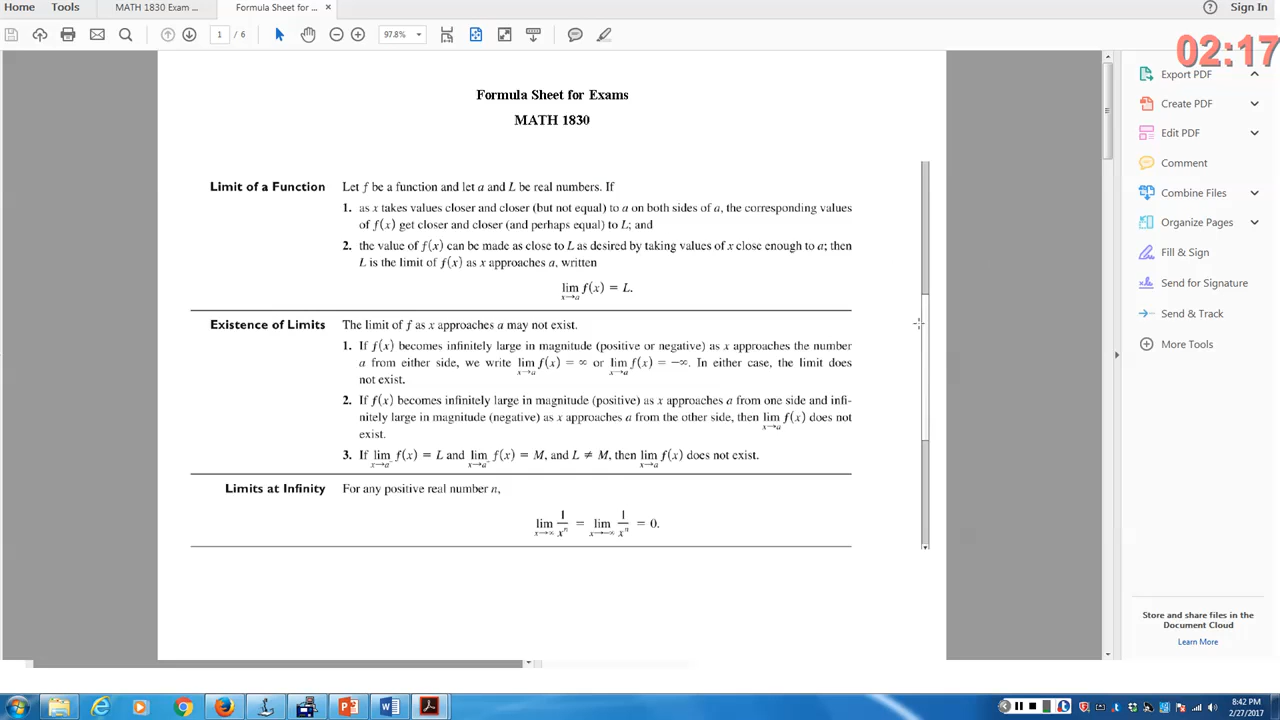 Home Tools MATH 1830 Exam ... Formula Sheet for ... × Sign In
1 / 6 97.8%
02:17
Formula Sheet for Exams
MATH 1830
Limit of a Function Let f be a function and let a and L be real numbers. If
1. as x takes values closer and closer (but not equal) to a on both sides of a, the corresponding values
of f(x) get closer and closer (and perhaps equal) to L; and
2. the value of f(x) can be made as close to L as desired by taking values of x close enough to a; then
L is the limit of f(x) as x approaches a, written
lim x→a f(x) = L.
Existence of Limits The limit of f as x approaches a may not exist.
1. If f(x) becomes infinitely large in magnitude (positive or negative) as x approaches the number
a from either side, we write lim x→a f(x) = ∞ or lim x→a f(x) = −∞. In either case, the limit does
not exist.
2. If f(x) becomes infinitely large in magnitude (positive) as x approaches a from one side and infi-
nitely large in magnitude (negative) as x approaches a from the other side, then lim x→a f(x) does not
exist.
3. If lim x→a f(x) = L and lim x→a f(x) = M, and L ≠ M, then lim x→a f(x) does not exist.
Limits at Infinity For any positive real number n,
lim x→∞ 1/xⁿ = lim x→−∞ 1/xⁿ = 0.
Export PDF
Create PDF
Edit PDF
Comment
Combine Files
Organize Pages
Fill & Sign
Send for Signature
Send & Track
More Tools
Store and share files in the
Document Cloud
Learn More
8:42 PM
2/27/2017